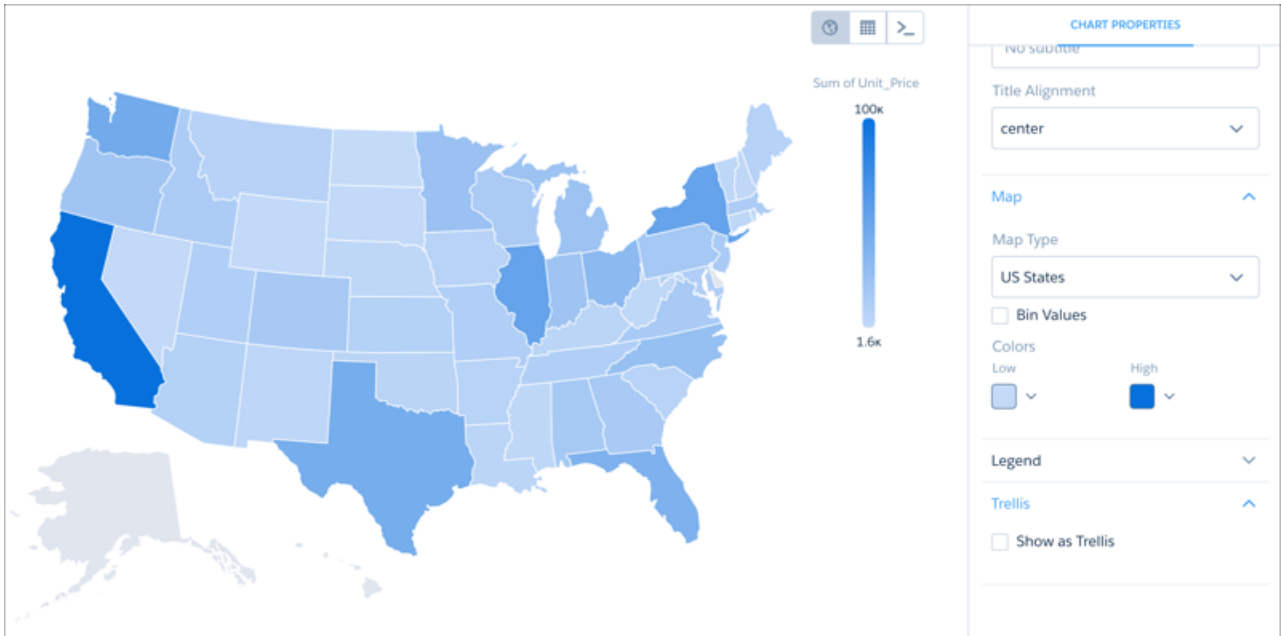 Sum of Unit_Price
100K
1.6K
CHART PROPERTIES
No subtitle
Title Alignment
center
Map
Map Type
US States
Bin Values
Colors
Low High
Legend
Trellis
Show as Trellis